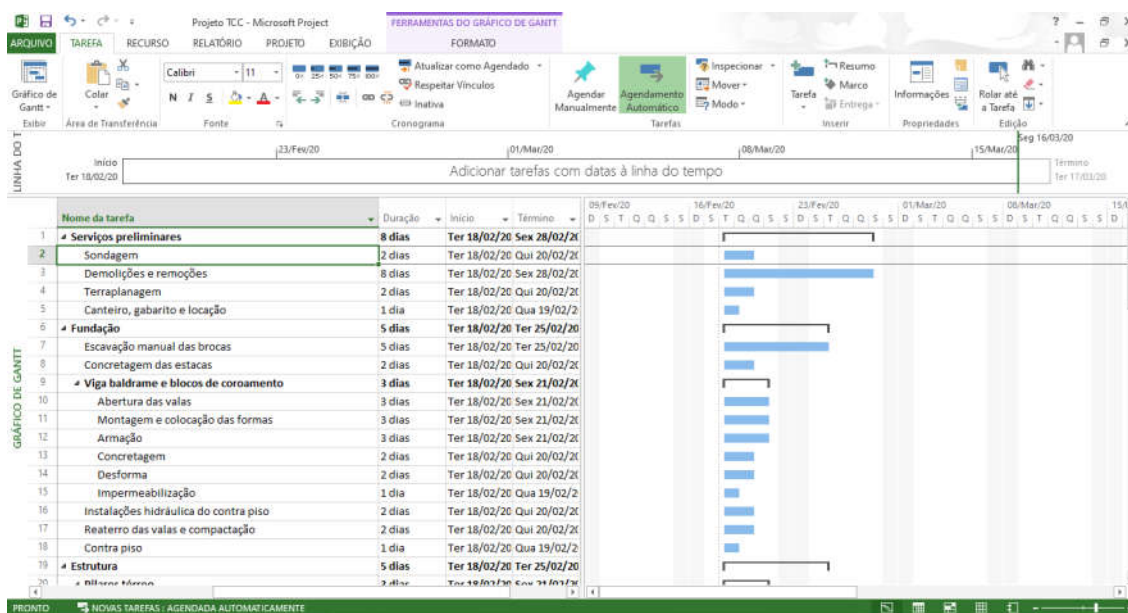 Projeto TCC - Microsoft Project
FERRAMENTAS DO GRÁFICO DE GANTT
?
ARQUIVO TAREFA RECURSO RELATÓRIO PROJETO EXIBIÇÃO FORMATO
Gráfico de Gantt
Exibir
Colar
Área de Transferência
Calibri 11
N I S A
Fonte
0% 25% 50% 75% 100%
Atualizar como Agendado
Respeitar Vínculos
Inativa
Cronograma
Agendar Manualmente
Agendamento Automático
Inspecionar
Mover
Modo
Tarefas
Tarefa
Resumo
Marco
Entrega
Inserir
Informações
Propriedades
Rolar até a Tarefa
Edição
LINHA DO T
Seg 16/03/20
23/Fev/20 01/Mar/20 08/Mar/20 15/Mar/20
Início
Ter 18/02/20
Adicionar tarefas com datas à linha do tempo
Término
Ter 17/03/20
GRÁFICO DE GANTT
Nome da tarefa Duração Início Término
09/Fev/20 16/Fev/20 23/Fev/20 01/Mar/20 08/Mar/20 15/
D S T Q Q S S D S T Q Q S S D S T Q Q S S D S T Q Q S S D S T Q Q S S D
1 Serviços preliminares 8 dias Ter 18/02/20 Sex 28/02/20
2 Sondagem 2 dias Ter 18/02/20 Qui 20/02/20
3 Demolições e remoções 8 dias Ter 18/02/20 Sex 28/02/20
4 Terraplanagem 2 dias Ter 18/02/20 Qui 20/02/20
5 Canteiro, gabarito e locação 1 dia Ter 18/02/20 Qua 19/02/2
6 Fundação 5 dias Ter 18/02/20 Ter 25/02/20
7 Escavação manual das brocas 5 dias Ter 18/02/20 Ter 25/02/20
8 Concretagem das estacas 2 dias Ter 18/02/20 Qui 20/02/20
9 Viga baldrame e blocos de coroamento 3 dias Ter 18/02/20 Sex 21/02/20
10 Abertura das valas 3 dias Ter 18/02/20 Sex 21/02/20
11 Montagem e colocação das formas 3 dias Ter 18/02/20 Sex 21/02/20
12 Armação 3 dias Ter 18/02/20 Sex 21/02/20
13 Concretagem 2 dias Ter 18/02/20 Qui 20/02/20
14 Desforma 2 dias Ter 18/02/20 Qui 20/02/20
15 Impermeabilização 1 dia Ter 18/02/20 Qua 19/02/2
16 Instalações hidráulica do contra piso 2 dias Ter 18/02/20 Qui 20/02/20
17 Reaterro das valas e compactação 2 dias Ter 18/02/20 Qui 20/02/20
18 Contra piso 1 dia Ter 18/02/20 Qua 19/02/2
19 Estrutura 5 dias Ter 18/02/20 Ter 25/02/20
20 Pilares térreo 3 dias Ter 18/02/20 Sex 21/02/20
PRONTO NOVAS TAREFAS : AGENDADA AUTOMATICAMENTE